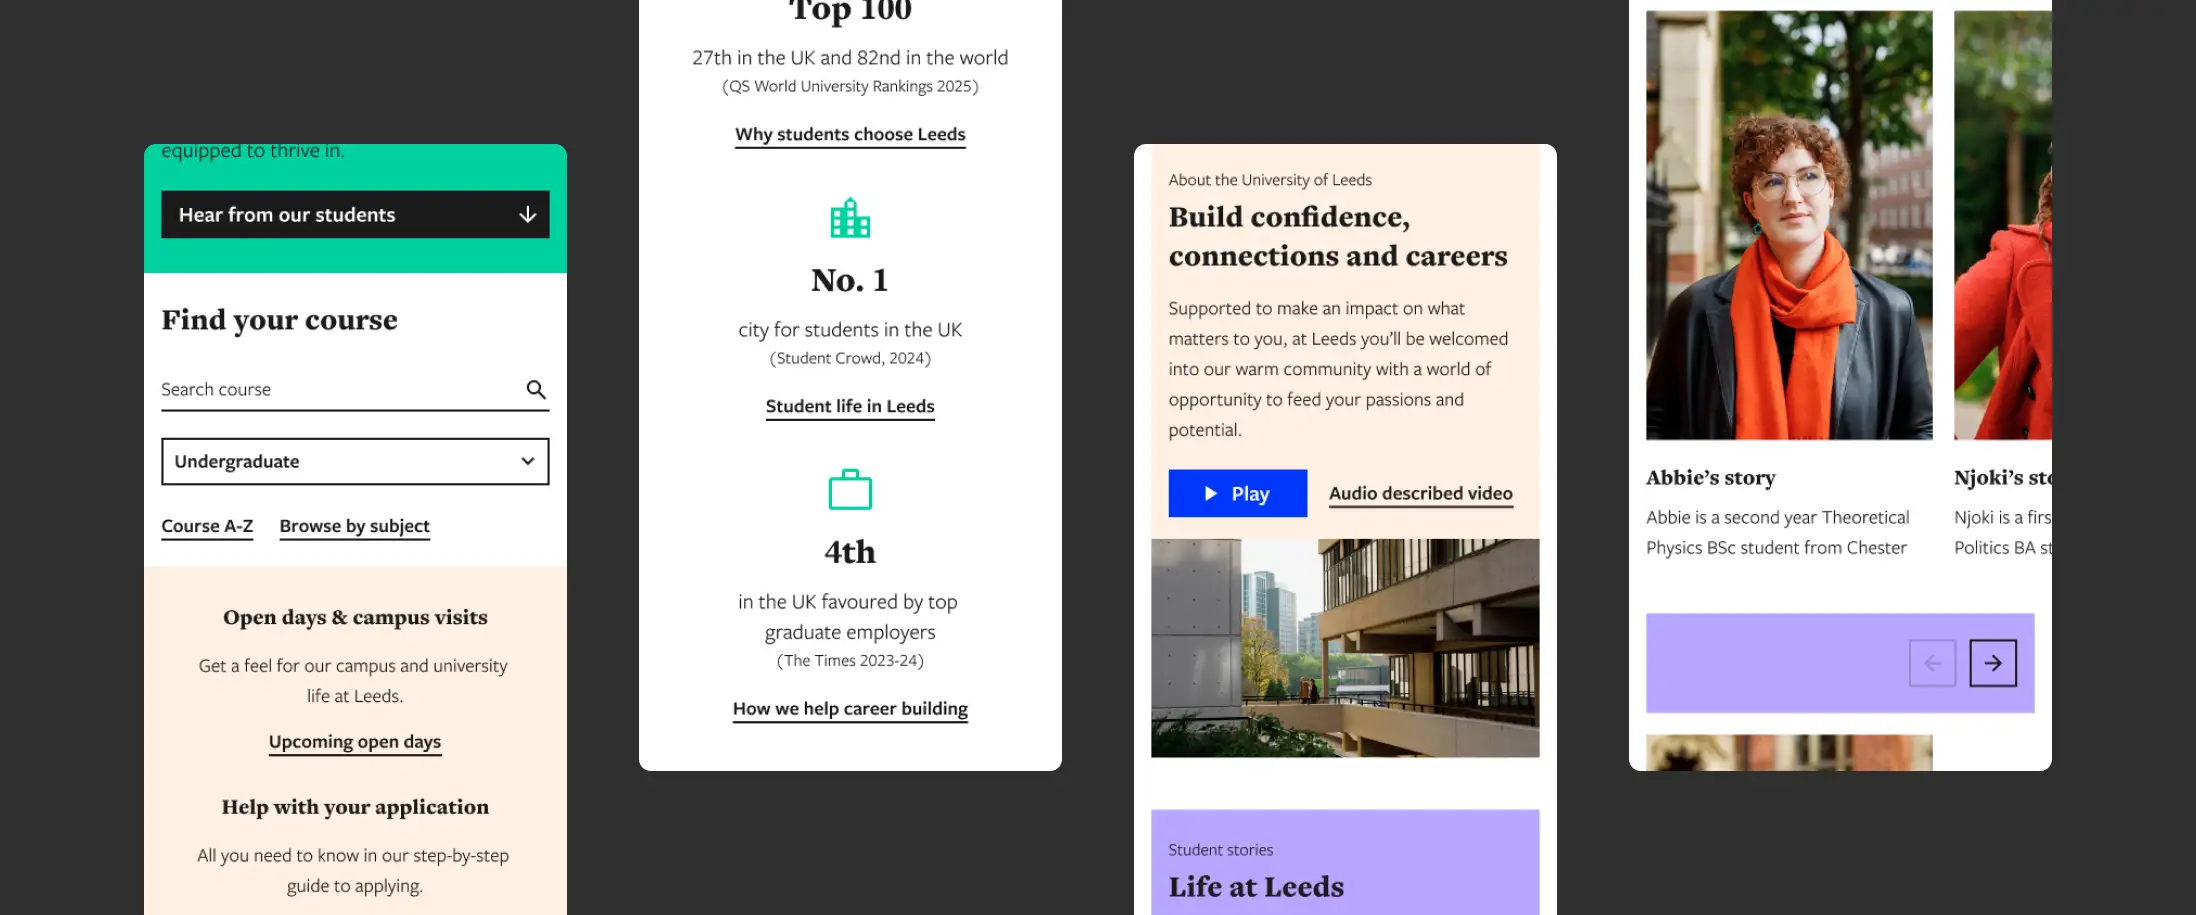 equipped to thrive in.
Hear from our students
Find your course
Search course
Undergraduate
Course A-Z
Browse by subject
Open days & campus visits
Get a feel for our campus and university
life at Leeds.
Upcoming open days
Help with your application
All you need to know in our step-by-step
guide to applying.
Top 100
27th in the UK and 82nd in the world
(QS World University Rankings 2025)
Why students choose Leeds
No. 1
city for students in the UK
(Student Crowd, 2024)
Student life in Leeds
4th
in the UK favoured by top
graduate employers
(The Times 2023-24)
How we help career building
About the University of Leeds
Build confidence,
connections and careers
Supported to make an impact on what
matters to you, at Leeds you’ll be welcomed
into our warm community with a world of
opportunity to feed your passions and
potential.
Play
Audio described video
Student stories
Life at Leeds
Abbie’s story
Abbie is a second year Theoretical
Physics BSc student from Chester
Njoki’s sto
Njoki is a firs
Politics BA st